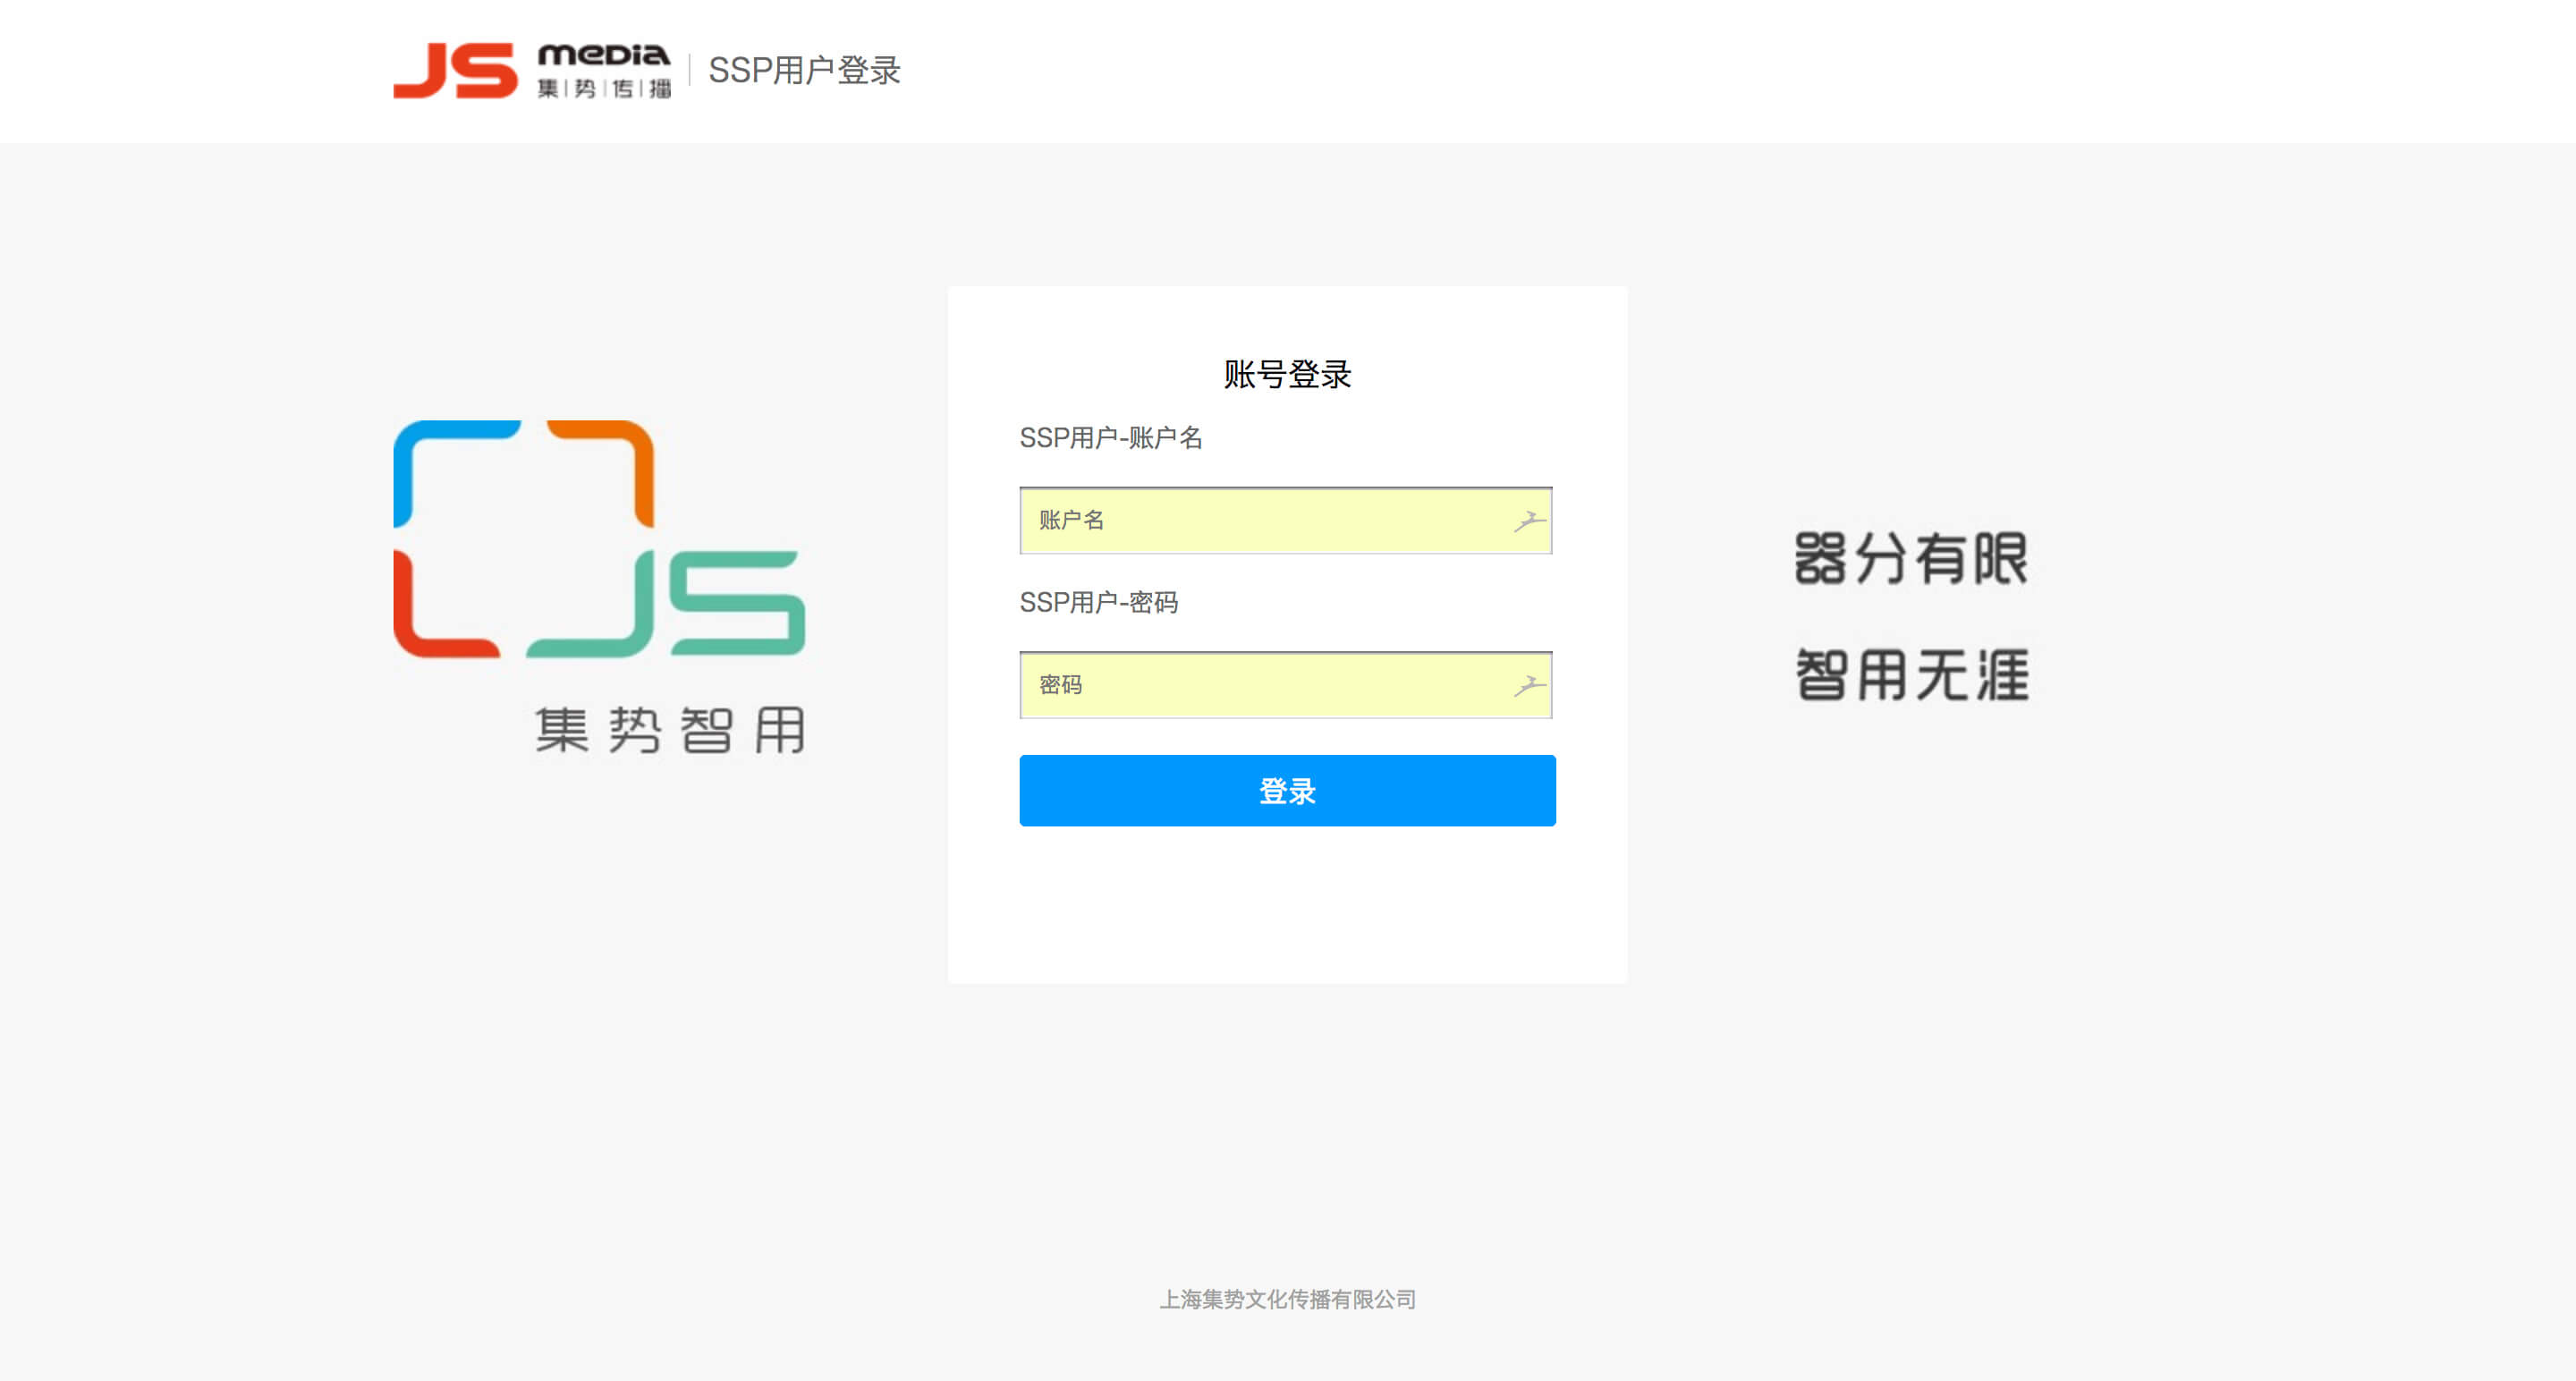 JS media
集|势|传|播
SSP用户登录
账号登录
SSP用户-账户名
账户名
SSP用户-密码
密码
登录
JS
集势智用
器分有限
智用无涯
上海集势文化传播有限公司